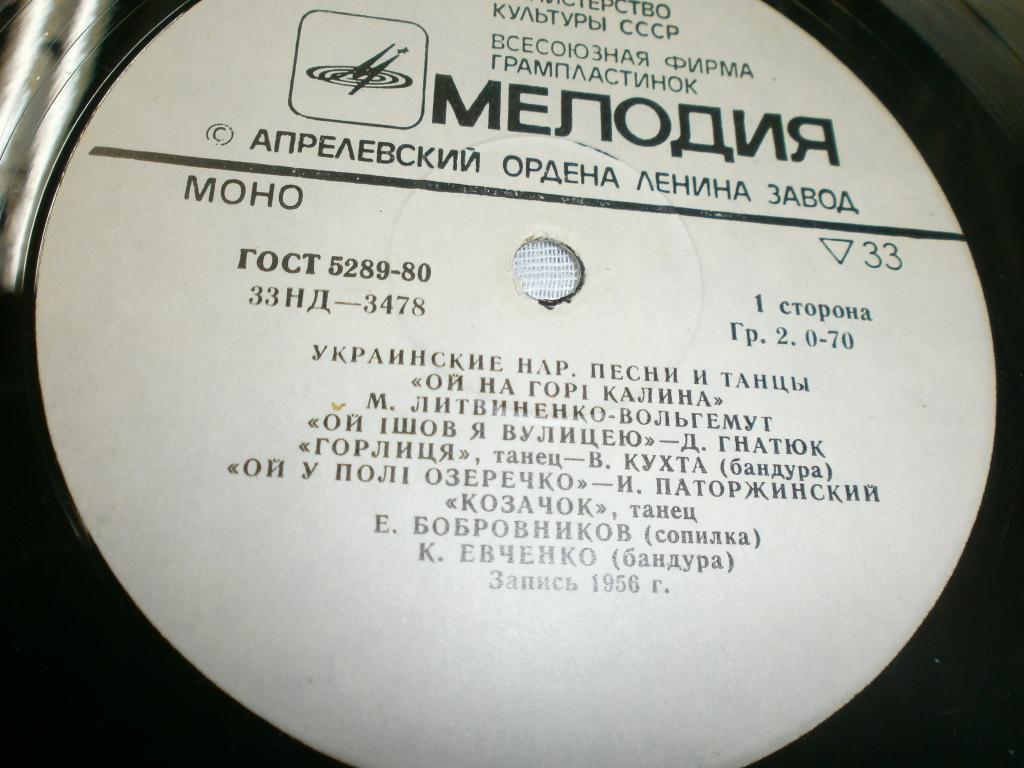 МИНИСТЕРСТВО
КУЛЬТУРЫ СССР
ВСЕСОЮЗНАЯ ФИРМА
ГРАМПЛАСТИНОК
МЕЛОДИЯ
© АПРЕЛЕВСКИЙ ОРДЕНА ЛЕНИНА ЗАВОД
МОНО
▽ 33
ГОСТ 5289-80
33НД—3478
1 сторона
Гр. 2. 0-70
УКРАИНСКИЕ НАР. ПЕСНИ И ТАНЦЫ
«ОЙ НА ГОРІ КАЛИНА»
М. ЛИТВИНЕНКО-ВОЛЬГЕМУТ
«ОЙ ІШОВ Я ВУЛИЦЕЮ»—Д. ГНАТЮК
«ГОРЛИЦЯ», танец—В. КУХТА (бандура)
«ОЙ У ПОЛІ ОЗЕРЕЧКО»—И. ПАТОРЖИНСКИЙ
«КОЗАЧОК», танец
Е. БОБРОВНИКОВ (сопилка)
К. ЕВЧЕНКО (бандура)
Запись 1956 г.